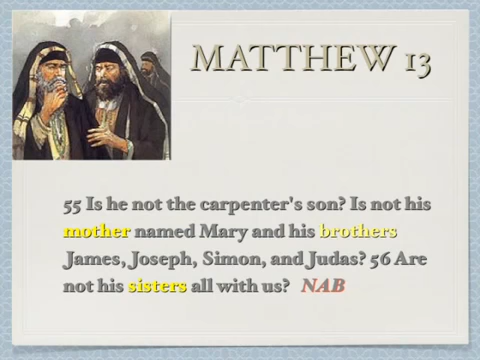 MATTHEW 13
55 Is he not the carpenter's son? Is not his
mother named Mary and his brothers
James, Joseph, Simon, and Judas? 56 Are
not his sisters all with us? NAB